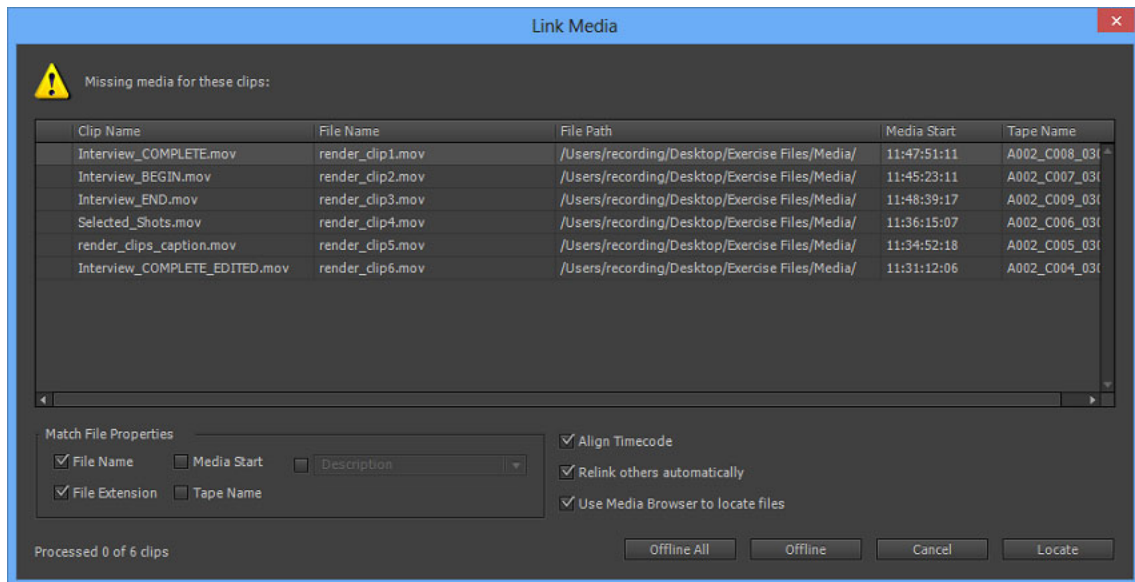 Link Media
Missing media for these clips:
Clip Name File Name File Path Media Start Tape Name
Interview_COMPLETE.mov render_clip1.mov /Users/recording/Desktop/Exercise Files/Media/ 11:47:51:11 A002_C008_030
Interview_BEGIN.mov render_clip2.mov /Users/recording/Desktop/Exercise Files/Media/ 11:45:23:11 A002_C007_030
Interview_END.mov render_clip3.mov /Users/recording/Desktop/Exercise Files/Media/ 11:48:39:17 A002_C009_030
Selected_Shots.mov render_clip4.mov /Users/recording/Desktop/Exercise Files/Media/ 11:36:15:07 A002_C006_030
render_clips_caption.mov render_clip5.mov /Users/recording/Desktop/Exercise Files/Media/ 11:34:52:18 A002_C005_030
Interview_COMPLETE_EDITED.mov render_clip6.mov /Users/recording/Desktop/Exercise Files/Media/ 11:31:12:06 A002_C004_030
Match File Properties
File Name Media Start Description
File Extension Tape Name
Align Timecode
Relink others automatically
Use Media Browser to locate files
Processed 0 of 6 clips
Offline All Offline Cancel Locate